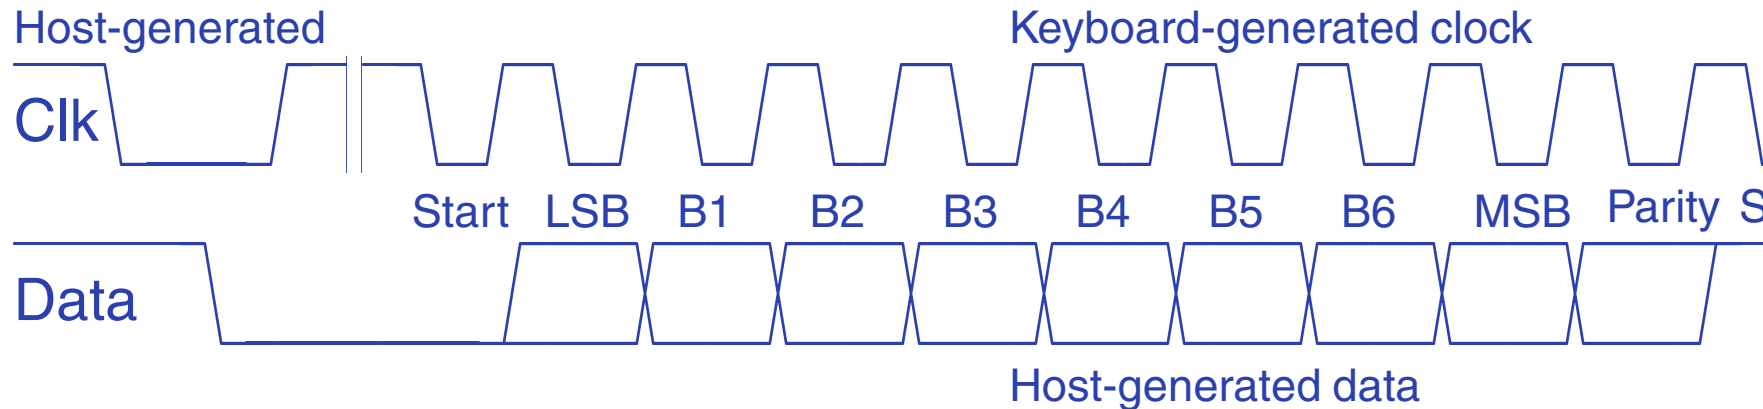 Host-generated Keyboard-generated clock
Clk
Start LSB B1 B2 B3 B4 B5 B6 MSB Parity S
Data
Host-generated data